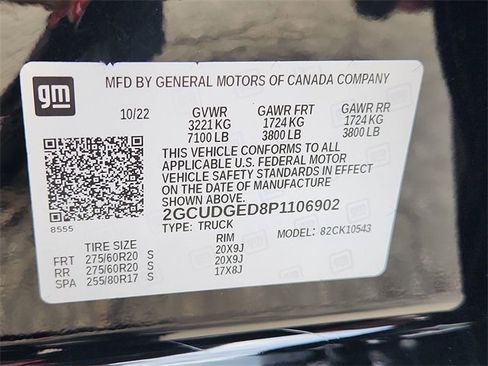 gm
MFD BY GENERAL MOTORS OF CANADA COMPANY
10/22 GVWR GAWR FRT GAWR RR
3221 KG 1724 KG 1724 KG
7100 LB 3800 LB 3800 LB
THIS VEHICLE CONFORMS TO ALL
APPLICABLE U.S. FEDERAL MOTOR
VEHICLE SAFETY STANDARDS IN EFFECT
ON THE DATE OF MANUFACTURE
SHOWN ABOVE.
2GCUDGED8P1106902
8555
TYPE: TRUCK MODEL: 82CK10543
TIRE SIZE RIM
FRT 275/60R20 S 20X9J
RR 275/60R20 S 20X9J
SPA 255/80R17 S 17X8J